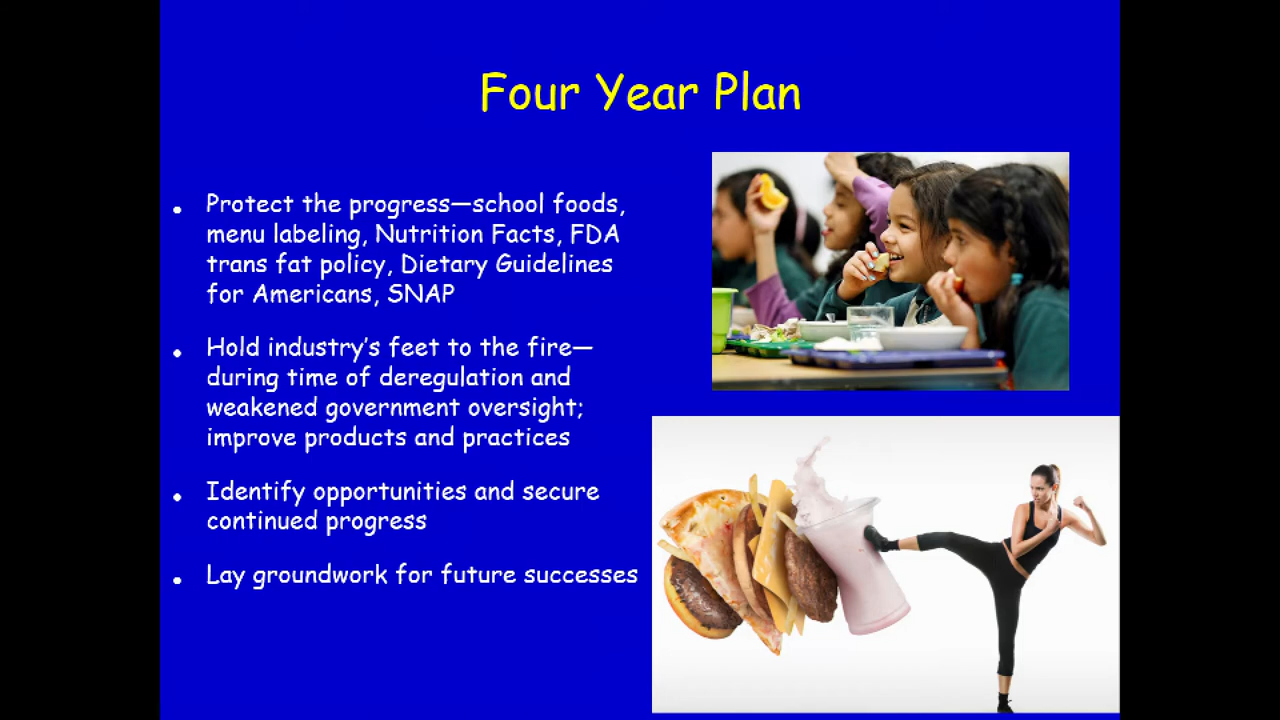 Four Year Plan
• Protect the progress—school foods,
menu labeling, Nutrition Facts, FDA
trans fat policy, Dietary Guidelines
for Americans, SNAP
• Hold industry's feet to the fire—
during time of deregulation and
weakened government oversight;
improve products and practices
• Identify opportunities and secure
continued progress
• Lay groundwork for future successes